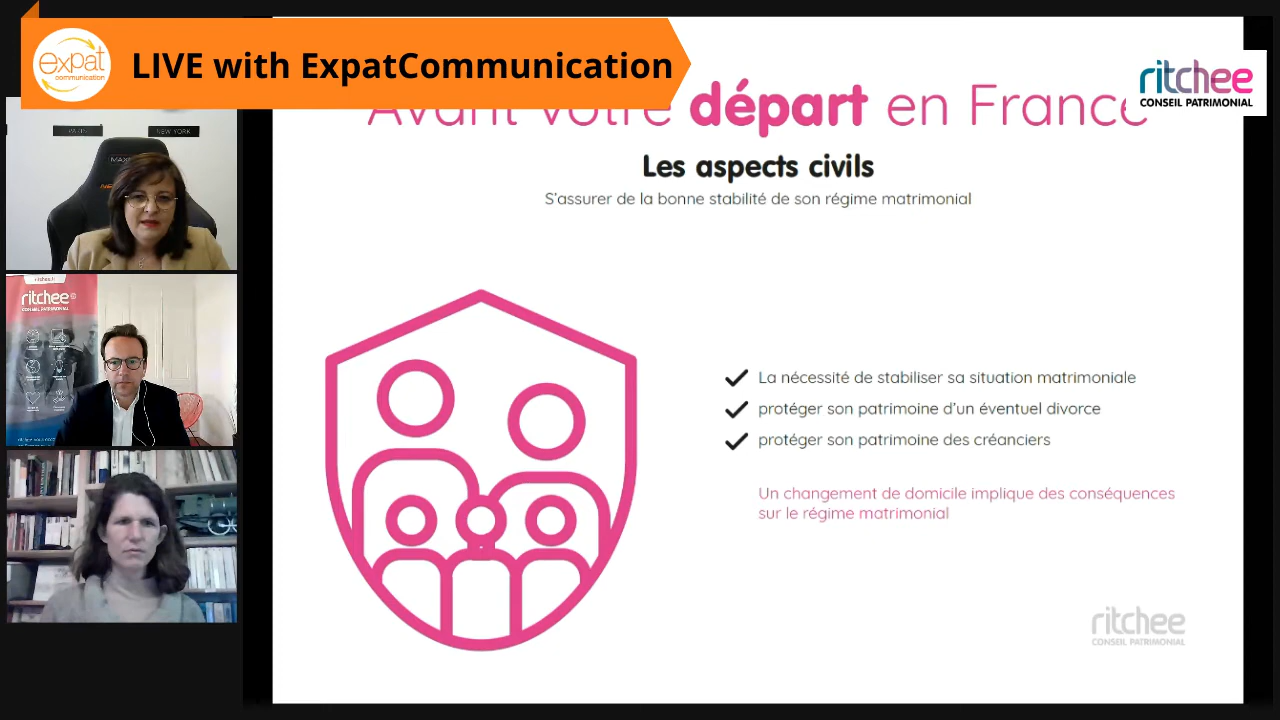 expat
communication
LIVE with ExpatCommunication
ritchee
CONSEIL PATRIMONIAL
Avant votre départ en France
Les aspects civils
S'assurer de la bonne stabilité de son régime matrimonial
NEW YORK
MAX
ritchee
CONSEIL PATRIMONIAL
La nécessité de stabiliser sa situation matrimoniale
protéger son patrimoine d'un éventuel divorce
protéger son patrimoine des créanciers
Un changement de domicile implique des conséquences
sur le régime matrimonial
ritchee
CONSEIL PATRIMONIAL